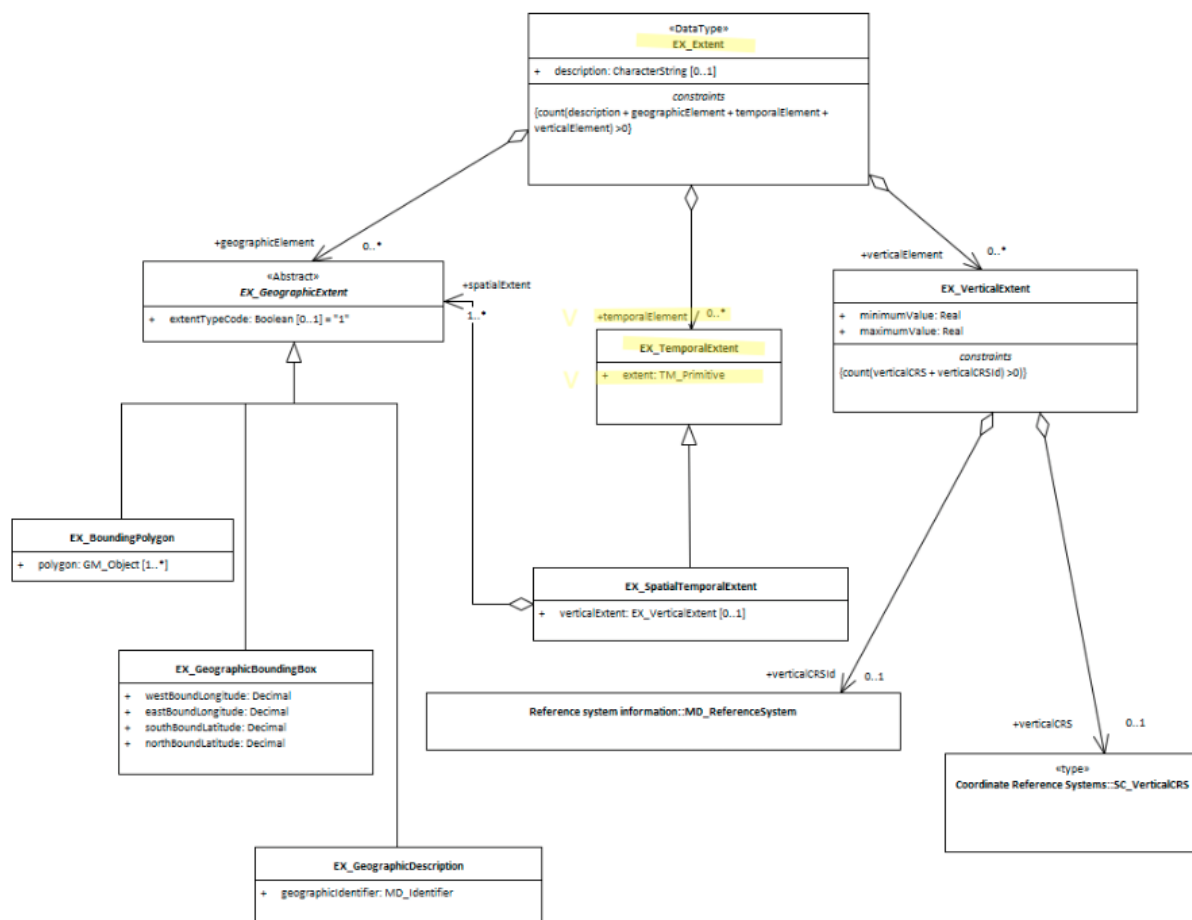 «DataType»
EX_Extent
+ description: CharacterString [0..1]
constraints
{count(description + geographicElement + temporalElement +
verticalElement) >0}
+geographicElement
0..*
+verticalElement
0..*
«Abstract»
EX_GeographicExtent
+ extentTypeCode: Boolean [0..1] = "1"
+spatialExtent
1..*
V +temporalElement
0..*
EX_TemporalExtent
V + extent: TM_Primitive
EX_VerticalExtent
+ minimumValue: Real
+ maximumValue: Real
constraints
{count(verticalCRS + verticalCRSId) >0)}
EX_BoundingPolygon
+ polygon: GM_Object [1..*]
EX_SpatialTemporalExtent
+ verticalExtent: EX_VerticalExtent [0..1]
EX_GeographicBoundingBox
+ westBoundLongitude: Decimal
+ eastBoundLongitude: Decimal
+ southBoundLatitude: Decimal
+ northBoundLatitude: Decimal
+verticalCRSId
0..1
Reference system information::MD_ReferenceSystem
+verticalCRS
0..1
«type»
Coordinate Reference Systems::SC_VerticalCRS
EX_GeographicDescription
+ geographicIdentifier: MD_Identifier